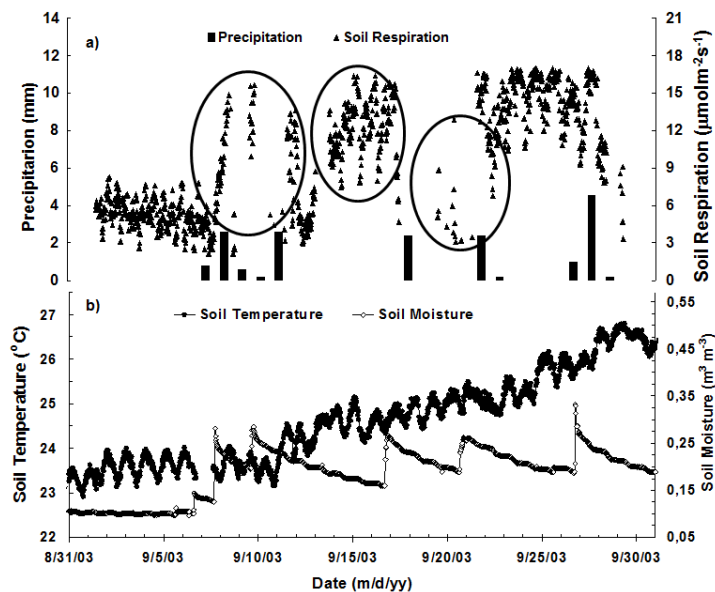 a)
Precipitation
Soil Respiration
Precipitarion (mm)
14
12
10
8
6
4
2
0
Soil Respiration (µmolm-2s-1)
21
18
15
12
9
6
3
0
b)
Soil Temperature
Soil Moisture
Soil Temperature (°C)
27
26
25
24
23
22
Soil Moisture (m3 m-3)
0,55
0,45
0,35
0,25
0,15
0,05
8/31/03 9/5/03 9/10/03 9/15/03 9/20/03 9/25/03 9/30/03
Date (m/d/yy)